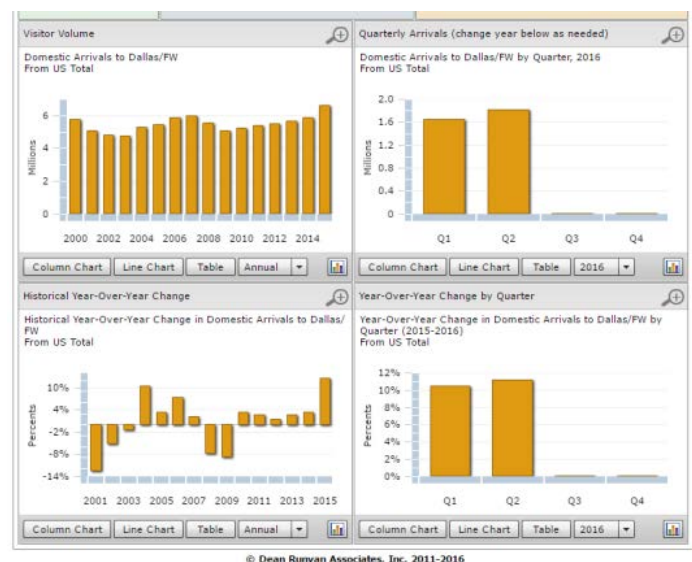 Visitor Volume
Domestic Arrivals to Dallas/FW
From US Total
Millions
6
4
2
0
2000 2002 2004 2006 2008 2010 2012 2014
Column Chart Line Chart Table Annual
Quarterly Arrivals (change year below as needed)
Domestic Arrivals to Dallas/FW by Quarter, 2016
From US Total
Millions
2.0
1.6
1.2
0.8
0.4
0
Q1 Q2 Q3 Q4
Column Chart Line Chart Table 2016
Historical Year-Over-Year Change
Historical Year-Over-Year Change in Domestic Arrivals to Dallas/
FW
From US Total
Percents
10%
4%
-2%
-8%
-14%
2001 2003 2005 2007 2009 2011 2013 2015
Column Chart Line Chart Table Annual
Year-Over-Year Change by Quarter
Year-Over-Year Change in Domestic Arrivals to Dallas/FW by
Quarter (2015-2016)
From US Total
Percents
12%
10%
8%
6%
4%
2%
0%
Q1 Q2 Q3 Q4
Column Chart Line Chart Table 2016
© Dean Runyan Associates, Inc. 2011-2016